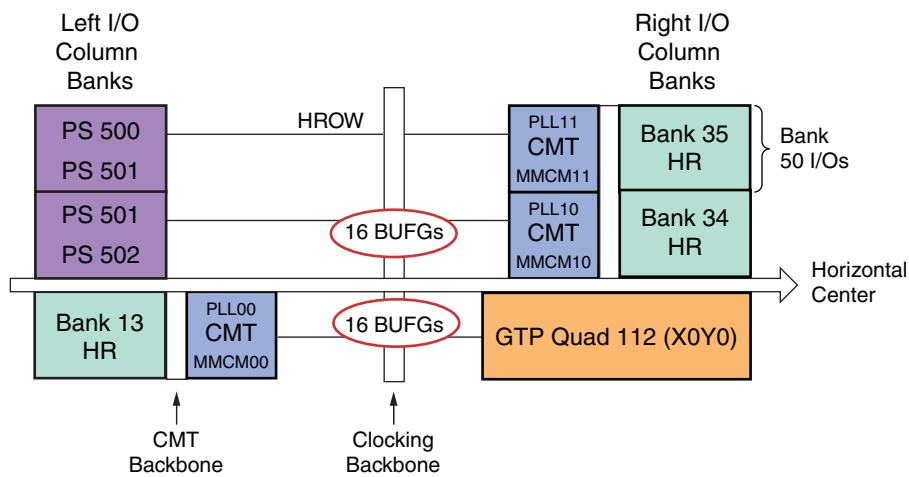 Left I/O
Column
Banks
Right I/O
Column
Banks
PS 500
PS 501
HROW
PLL11
CMT
MMCM11
Bank 35
HR
Bank
50 I/Os
PS 501
PS 502
16 BUFGs
PLL10
CMT
MMCM10
Bank 34
HR
Horizontal
Center
Bank 13
HR
PLL00
CMT
MMCM00
16 BUFGs
GTP Quad 112 (X0Y0)
CMT
Backbone
Clocking
Backbone